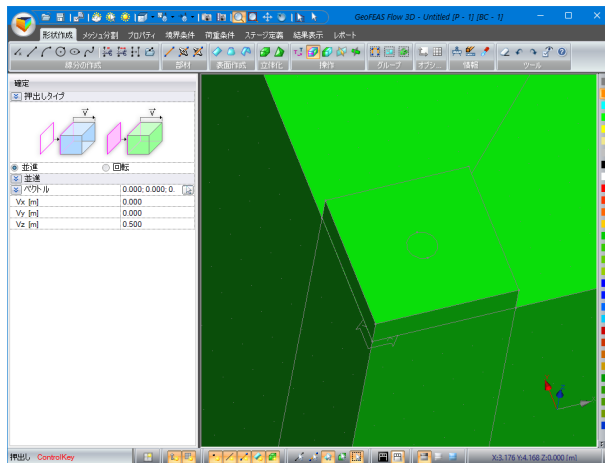 GeoFEAS Flow 3D - Untitled [P - 1] [BC - 1]
形状作成 メッシュ分割 プロパティ 境界条件 荷重条件 ステージ定義 結果表示 レポート
線分の作成 部材 表面作成 立体化 操作 グループ オプシ... 情報 ツール
確定
押出しタイプ
V V
並進 回転
並進
ベクトル 0.000; 0.000; 0.
Vx [m] 0.000
Vy [m] 0.000
Vz [m] 0.500
押出し ControlKey X:3.176 Y:4.168 Z:0.000 [m]